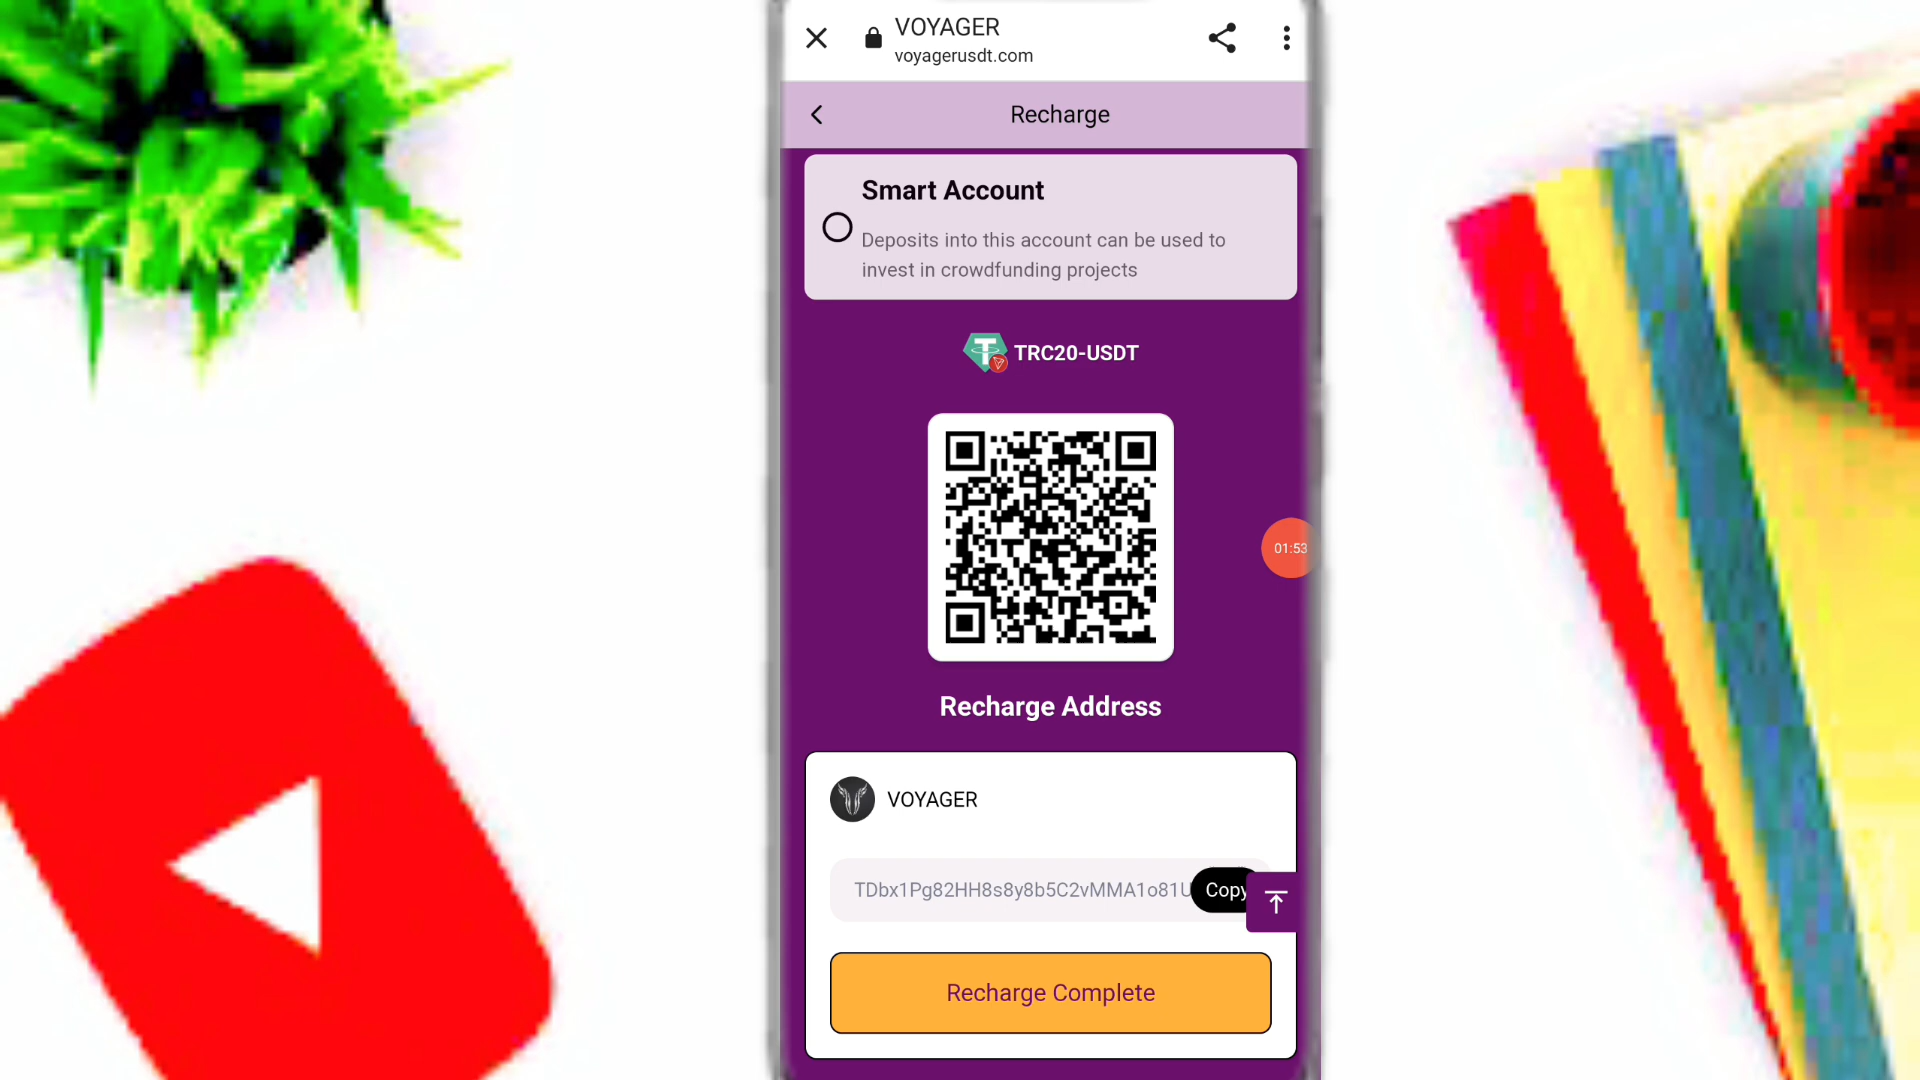 VOYAGER
voyagerusdt.com
Recharge
Smart Account
Deposits into this account can be used to
invest in crowdfunding projects
TRC20-USDT
01:53
Recharge Address
VOYAGER
TDbx1Pg82HH8s8y8b5C2vMMA1o81U
Copy
Recharge Complete